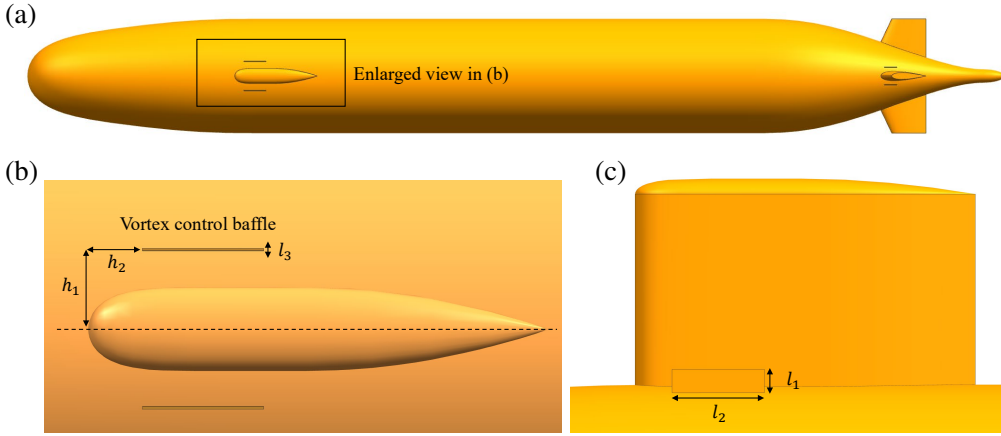 (a)
Enlarged view in (b)
(b)
Vortex control baffle
h₂
l₃
h₁
(c)
l₁
l₂